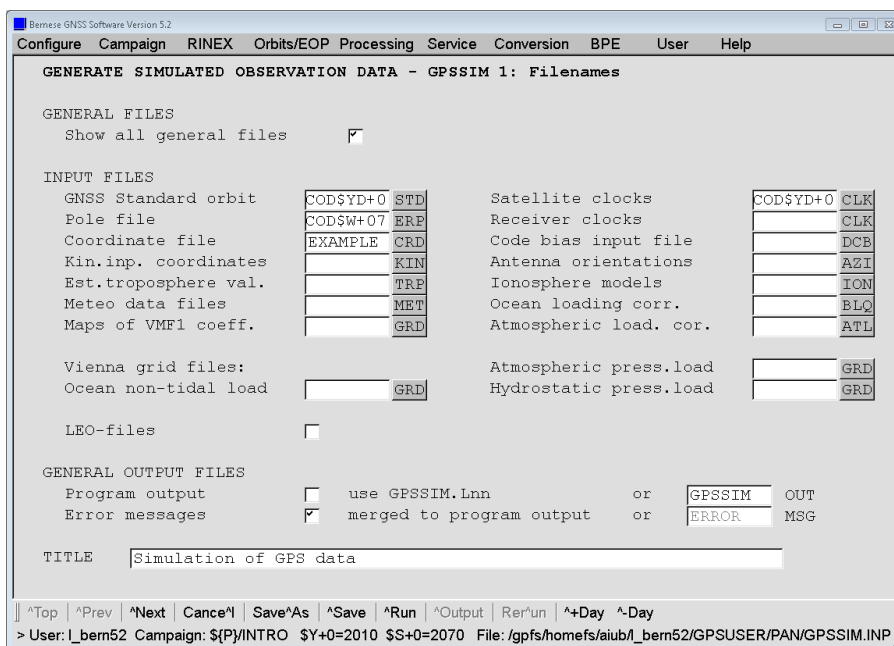 Bernese GNSS Software Version 5.2
Configure Campaign RINEX Orbits/EOP Processing Service Conversion BPE User Help
GENERATE SIMULATED OBSERVATION DATA - GPSSIM 1: Filenames
GENERAL FILES
Show all general files
INPUT FILES
GNSS Standard orbit COD$YD+0 STD Satellite clocks COD$YD+0 CLK
Pole file COD$W+07 ERP Receiver clocks CLK
Coordinate file EXAMPLE CRD Code bias input file DCB
Kin.inp. coordinates KIN Antenna orientations AZI
Est.troposphere val. TRP Ionosphere models ION
Meteo data files MET Ocean loading corr. BLQ
Maps of VMF1 coeff. GRD Atmospheric load. cor. ATL
Vienna grid files: Atmospheric press.load GRD
Ocean non-tidal load GRD Hydrostatic press.load GRD
LEO-files
GENERAL OUTPUT FILES
Program output use GPSSIM.Lnn or GPSSIM OUT
Error messages merged to program output or ERROR MSG
TITLE Simulation of GPS data
^Top ^Prev ^Next Cance^l Save^As ^Save ^Run ^Output Rer^un ^+Day ^-Day
> User: l_bern52 Campaign: ${P}/INTRO $Y+0=2010 $S+0=2070 File: /gpfs/homefs/aiub/l_bern52/GPSUSER/PAN/GPSSIM.INP